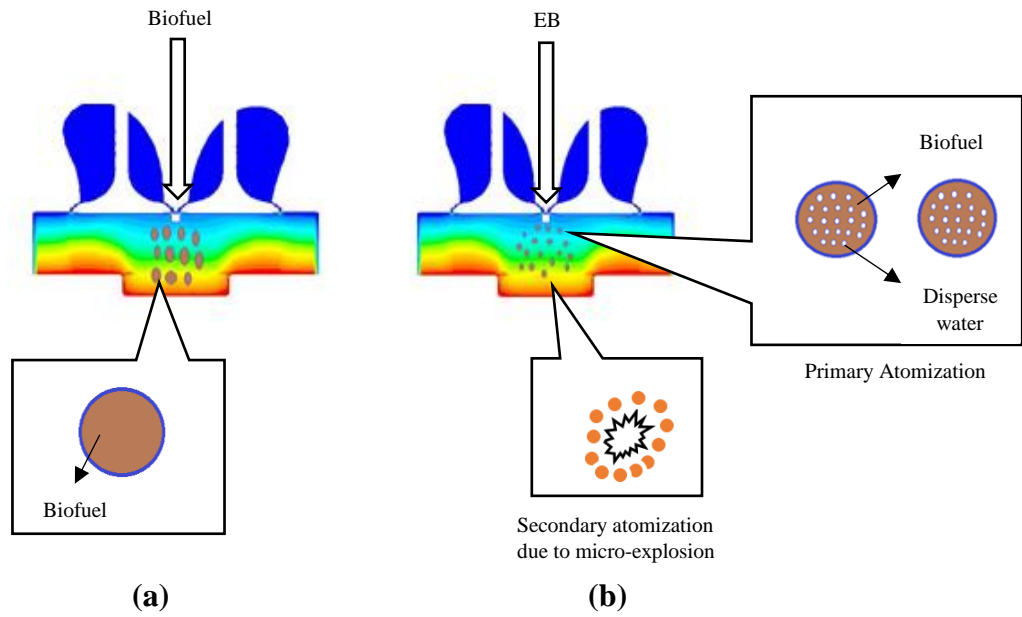 Biofuel
EB
Biofuel
Disperse
water
Primary Atomization
Biofuel
Secondary atomization
due to micro-explosion
(a)
(b)